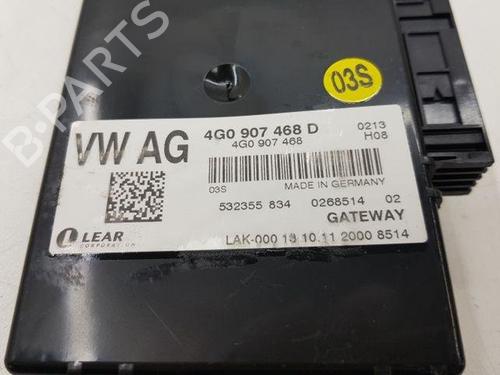 B-PARTS
03S
VW AG
4G0 907 468 D
4G0 907 468
0213
H08
03S
MADE IN GERMANY
532355 834 0268514 02
GATEWAY
LEAR
CORPORATION
LAK-000 13.10.11 2000 8514